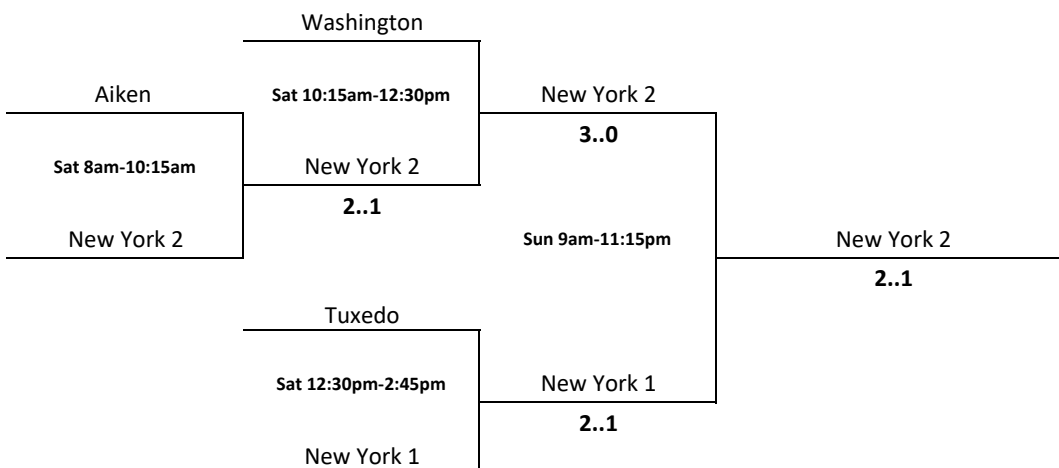 Washington
Aiken
Sat 10:15am-12:30pm
New York 2
3..0
Sat 8am-10:15am
New York 2
2..1
New York 2
Sun 9am-11:15pm
New York 2
2..1
Tuxedo
Sat 12:30pm-2:45pm
New York 1
2..1
New York 1